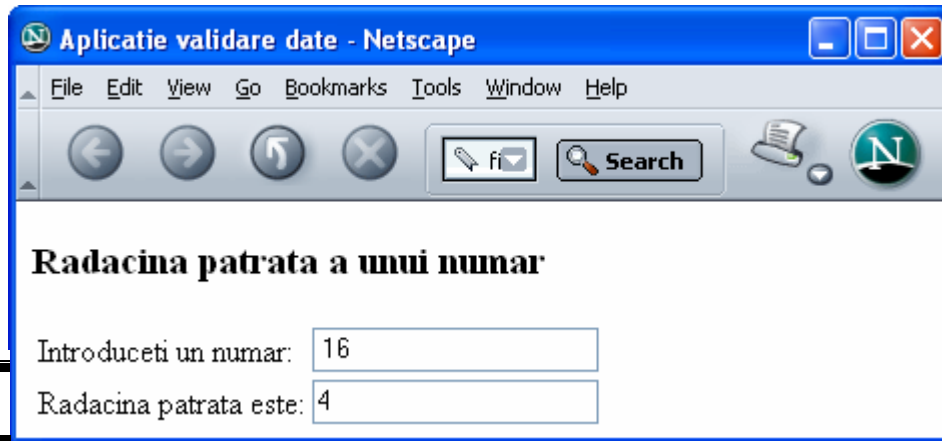 Aplicatie validare date - Netscape
File Edit View Go Bookmarks Tools Window Help
fi Search N
Radacina patrata a unui numar
Introduceti un numar: 16
Radacina patrata este: 4